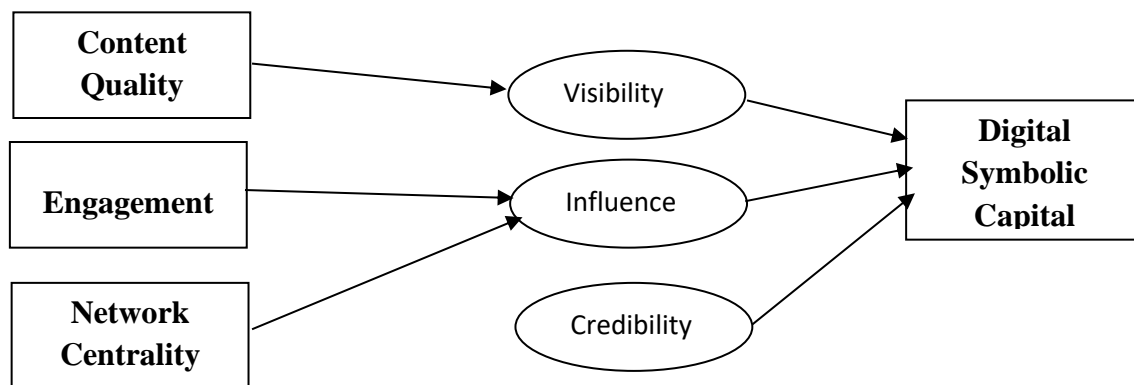 Content
Quality
Visibility
Digital
Symbolic
Capital
Engagement
Influence
Network
Centrality
Credibility